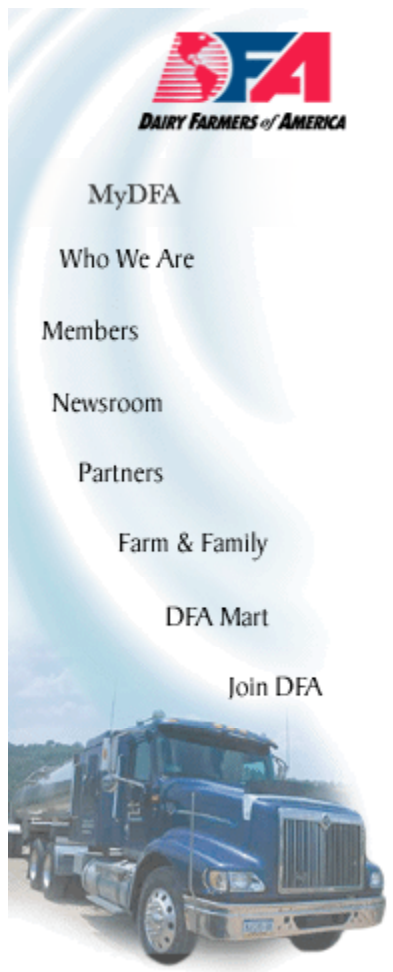 DFA
DAIRY FARMERS of AMERICA
MyDFA
Who We Are
Members
Newsroom
Partners
Farm & Family
DFA Mart
Join DFA